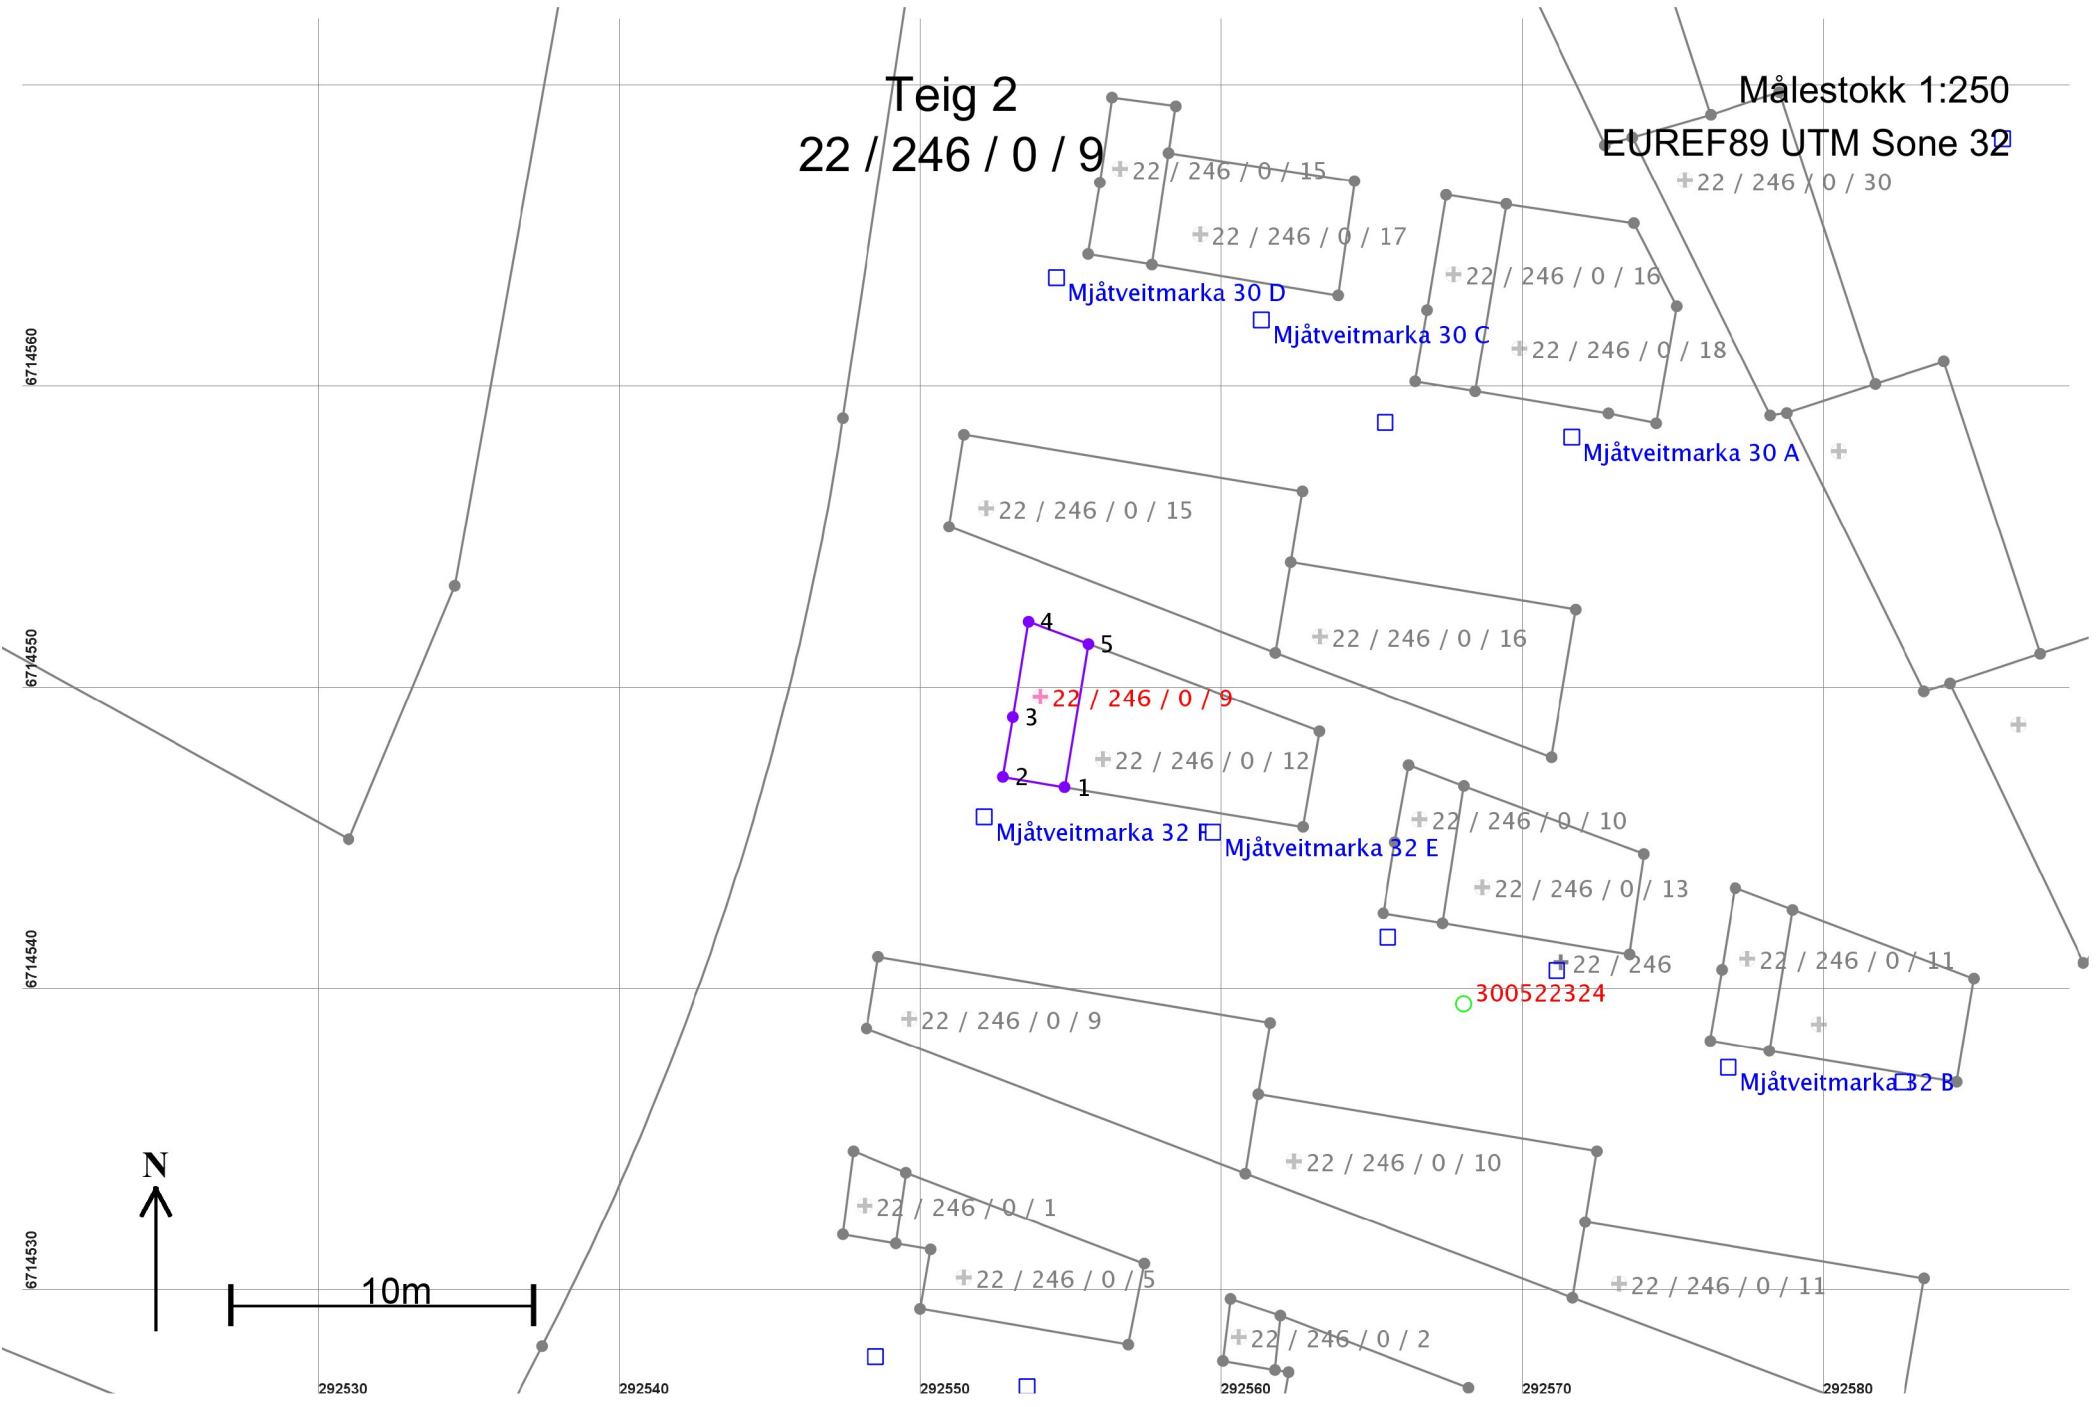 Teig 2
22 / 246 / 0 / 9
Målestokk 1:250
EUREF89 UTM Sone 32
22 / 246 / 0 / 15
22 / 246 / 0 / 30
22 / 246 / 0 / 17
22 / 246 / 0 / 16
Mjåtveitmarka 30 D
Mjåtveitmarka 30 C
22 / 246 / 0 / 18
6714560
Mjåtveitmarka 30 A
22 / 246 / 0 / 15
4
5
22 / 246 / 0 / 16
6714550
22 / 246 / 0 / 9
3
22 / 246 / 0 / 12
2
1
22 / 246 / 0 / 10
Mjåtveitmarka 32 F
Mjåtveitmarka 32 E
22 / 246 / 0 / 13
6714540
22 / 246 / 0 / 11
22 / 246
300522324
22 / 246 / 0 / 9
Mjåtveitmarka 32 B
N
22 / 246 / 0 / 10
22 / 246 / 0 / 1
6714530
22 / 246 / 0 / 5
22 / 246 / 0 / 11
10m
22 / 246 / 0 / 2
292530
292540
292550
292560
292570
292580